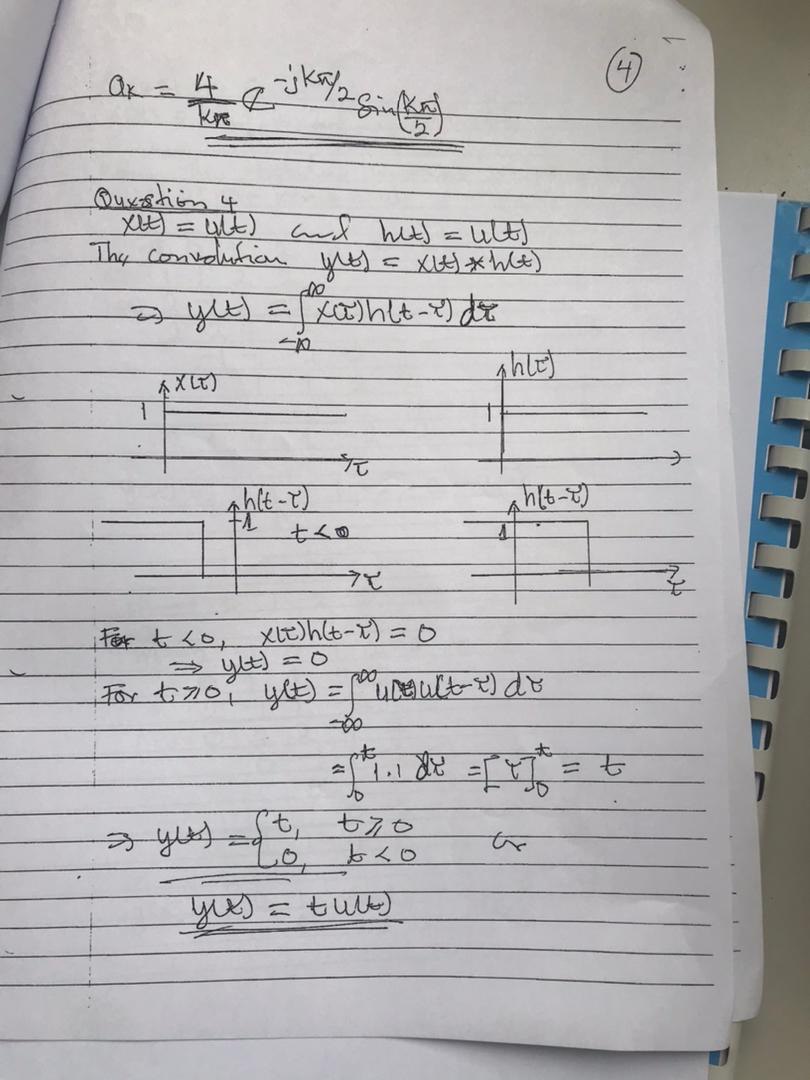 4
aₖ = 4/kπ e^(-jkπ/2) Sin(kπ/2)
Question 4
x(t) = u(t) and h(t) = u(t)
The convolution y(t) = x(t) * h(t)
⇒ y(t) = ∫_{-∞}^{∞} x(τ)h(t-τ) dτ
x(τ) h(τ)
1 1
τ
h(t-τ) h(t-τ)
1 t<0 1
τ τ
For t<0, x(τ)h(t-τ) = 0
⇒ y(t) = 0
For t≥0, y(t) = ∫_{-∞}^{∞} u(τ)u(t-τ) dτ
= ∫_0^t 1.1 dτ = [τ]_0^t = t
⇒ y(t) = { t, t≥0 or
0, t<0
y(t) = t u(t)